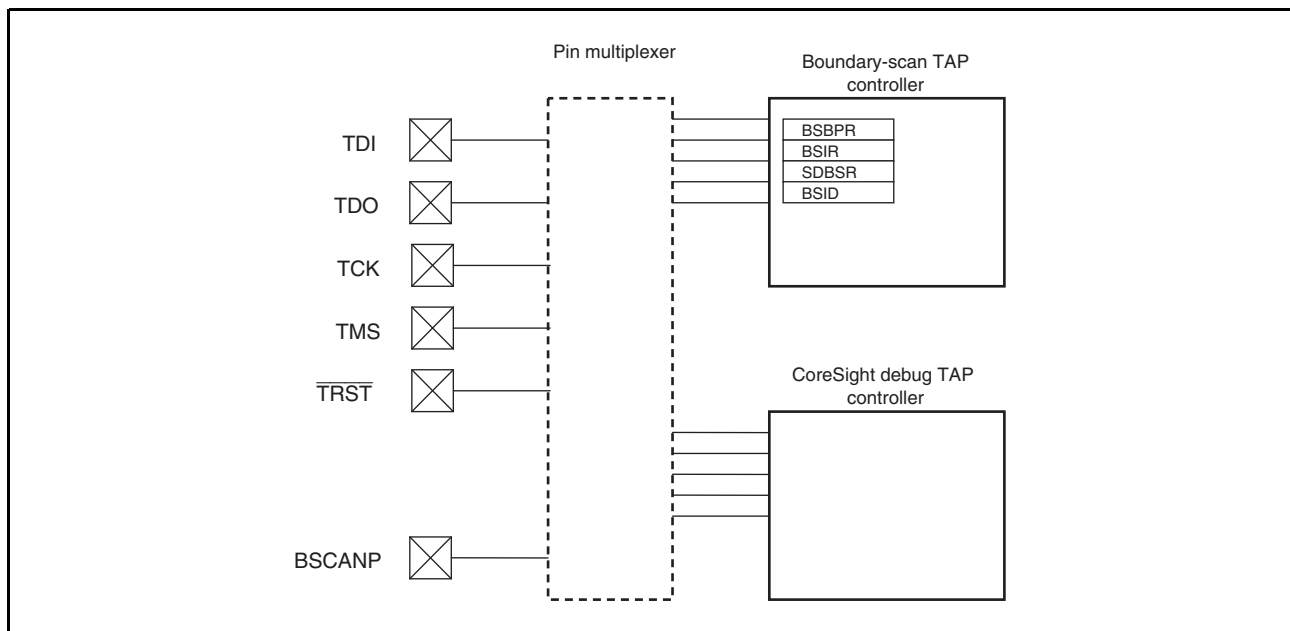 Pin multiplexer
Boundary-scan TAP
controller
TDI
TDO
TCK
TMS
TRST
BSCANP
BSBPR
BSIR
SDBSR
BSID
CoreSight debug TAP
controller